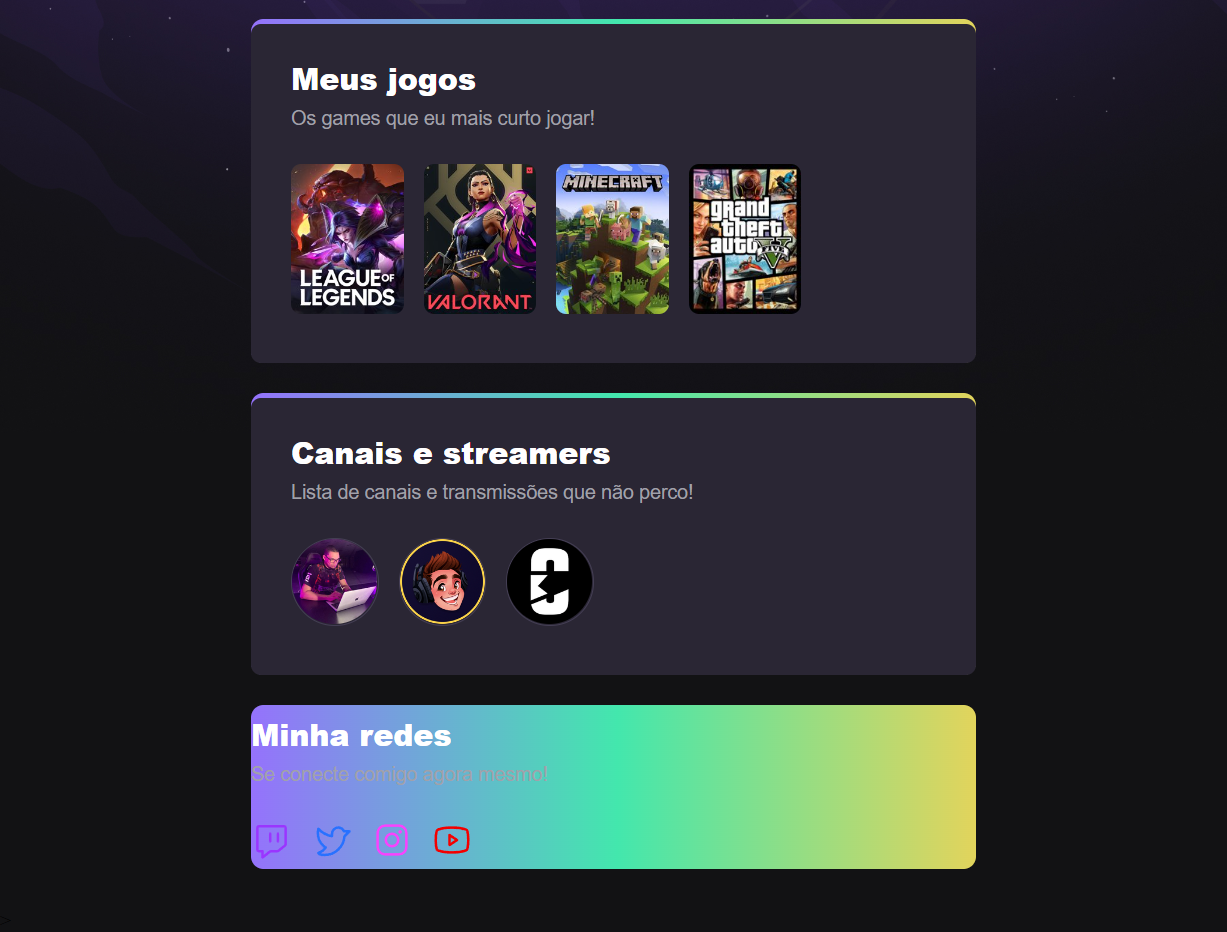 Meus jogos
Os games que eu mais curto jogar!
LEAGUE OF
LEGENDS
VALORANT
MINECRAFT
grand
theft
auto
V
FIVE
Canais e streamers
Lista de canais e transmissões que não perco!
Minha redes
Se conecte comigo agora mesmo!
>